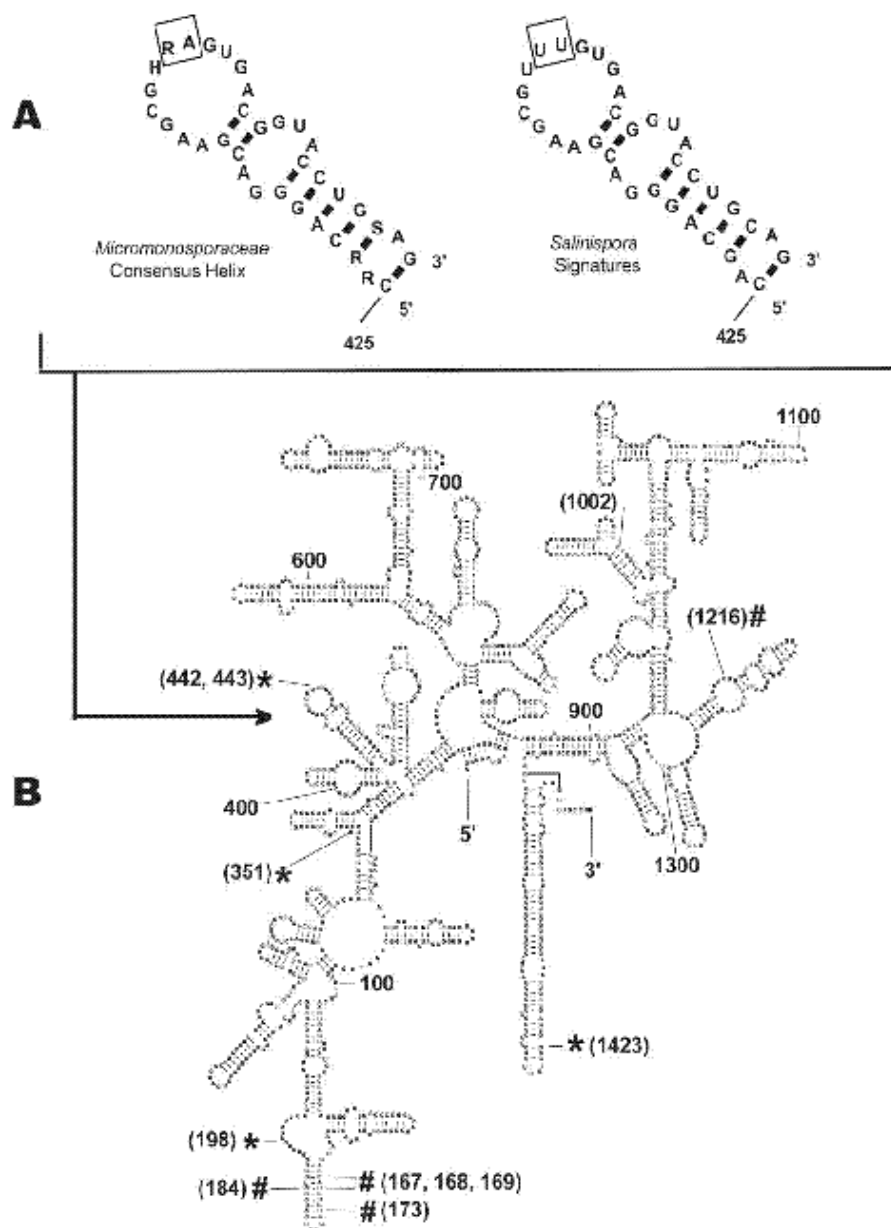 A
H R A G U
G G
C A
G C G G U
A A G C A
G A C C C
G G U
G G
A S
C A
R G 3'
R C 5'
425
Micromonosporaceae
Consensus Helix
U U U G U
G G
C A
G C G G U
A A G C A
G A C C C
G G U
G G
A C
C A
G G 3'
A C 5'
425
Salinispora
Signatures
B
1100
700
(1002)
600
(1216) #
(442, 443) *
900
400
5'
(351) *
3'
1300
100
* (1423)
(198) *
(184) #
# (167, 168, 169)
# (173)